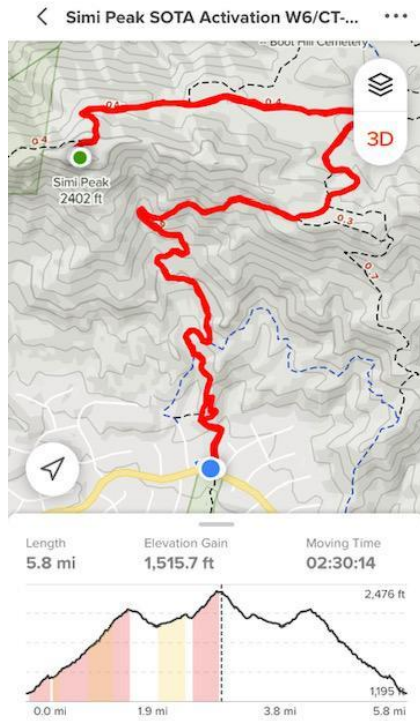 Simi Peak SOTA Activation W6/CT-...
-- Boot Hill Cemetery
0.4
0.4
0.4
3D
Simi Peak
2402 ft
0.3
0.7
Length
Elevation Gain
Moving Time
5.8 mi
1,515.7 ft
02:30:14
2,476 ft
1,195 ft
0.0 mi
1.9 mi
3.8 mi
5.8 mi